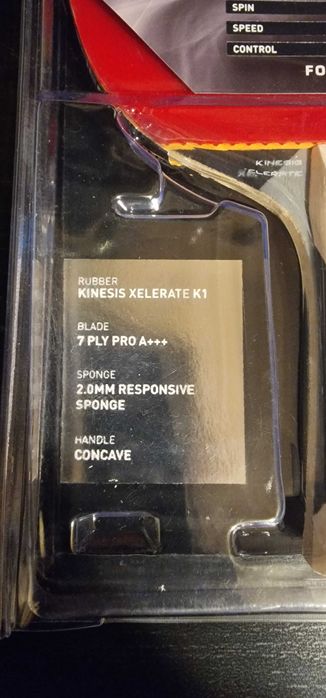 SPIN
SPEED
CONTROL
FO
KINESIS
XELERATE
RUBBER
KINESIS XELERATE K1
BLADE
7 PLY PRO A+++
SPONGE
2.0MM RESPONSIVE
SPONGE
HANDLE
CONCAVE